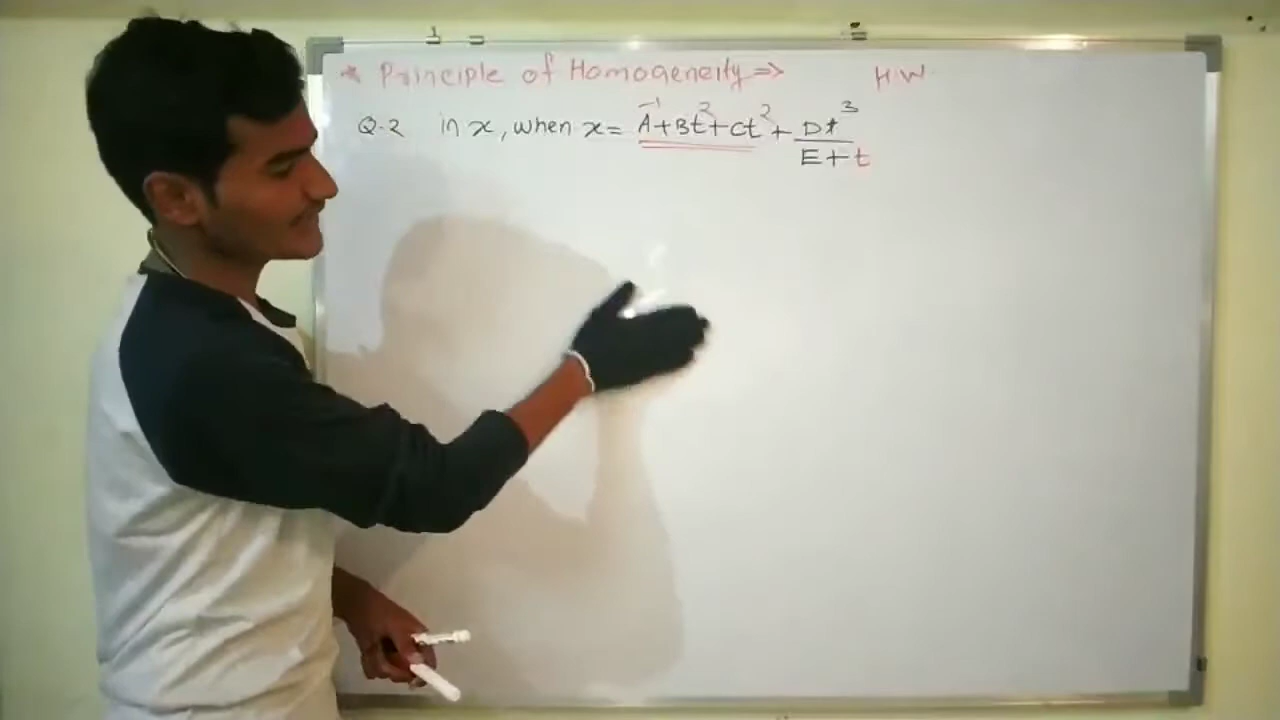 * Principle of Homogeneity ⇒ H.W
Q-2 in x, when x = A⁻¹ + Bt² + Ct² + Dt³
E + t